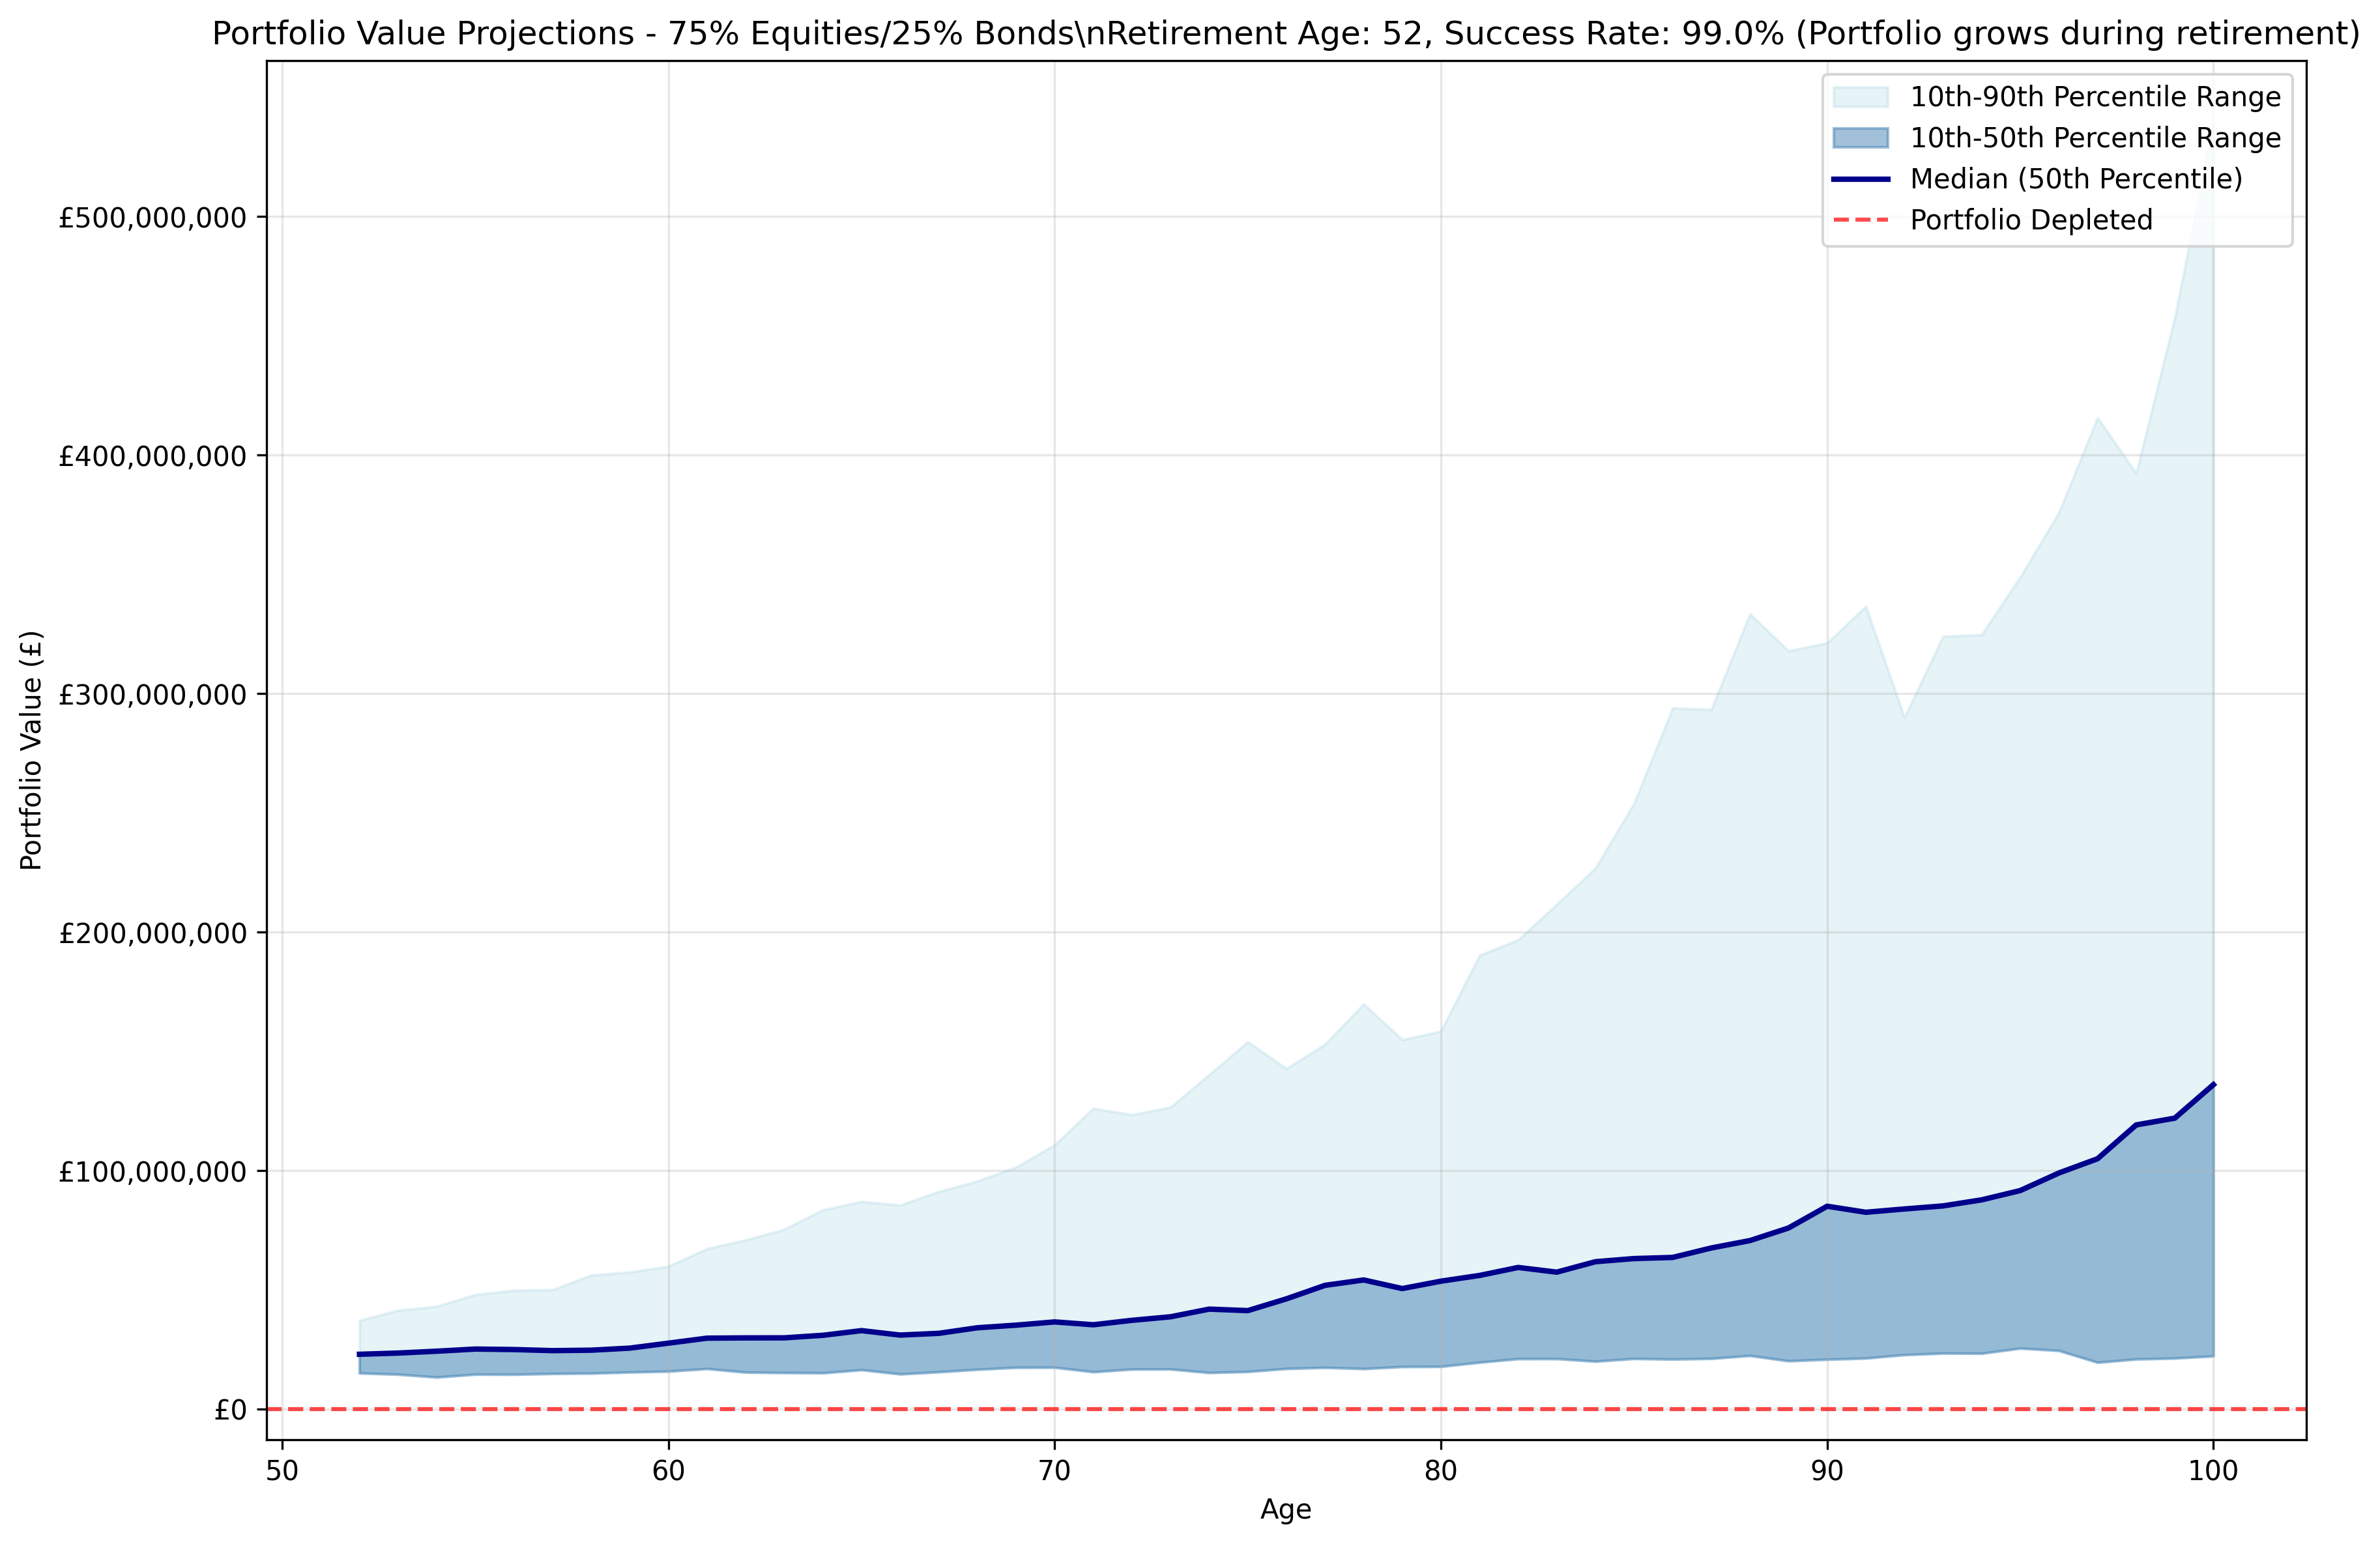 Portfolio Value Projections - 75% Equities/25% Bonds\nRetirement Age: 52, Success Rate: 99.0% (Portfolio grows during retirement)
10th-90th Percentile Range
10th-50th Percentile Range
Median (50th Percentile)
Portfolio Depleted
£500,000,000
£400,000,000
£300,000,000
£200,000,000
£100,000,000
£0
Portfolio Value (£)
50
60
70
80
90
100
Age